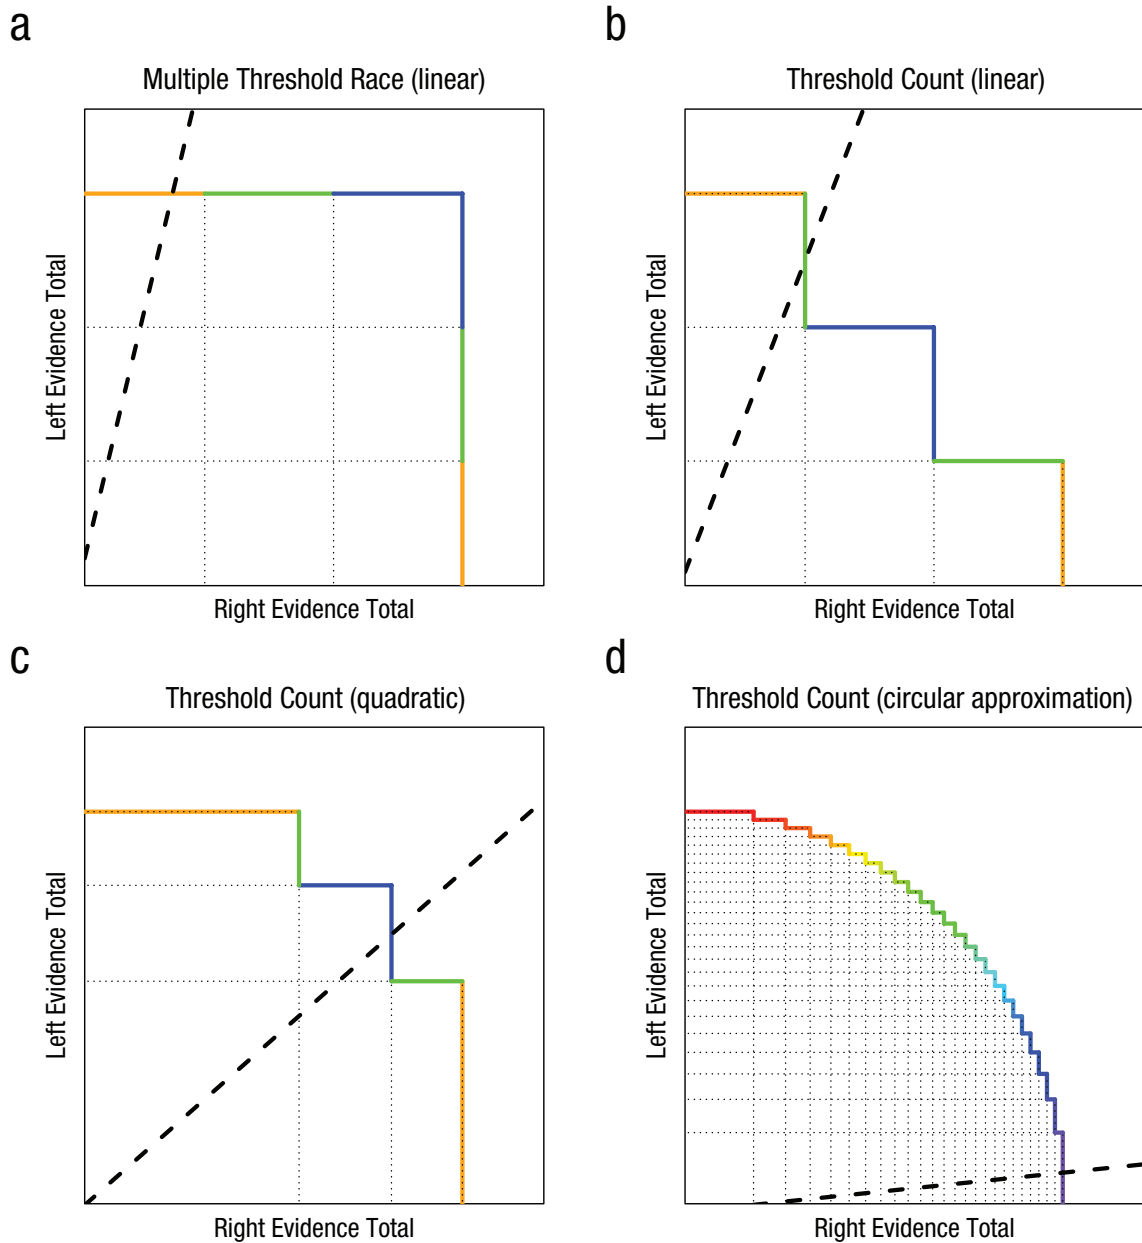 a
Multiple Threshold Race (linear)
Left Evidence Total
Right Evidence Total
b
Threshold Count (linear)
Left Evidence Total
Right Evidence Total
c
Threshold Count (quadratic)
Left Evidence Total
Right Evidence Total
d
Threshold Count (circular approximation)
Left Evidence Total
Right Evidence Total